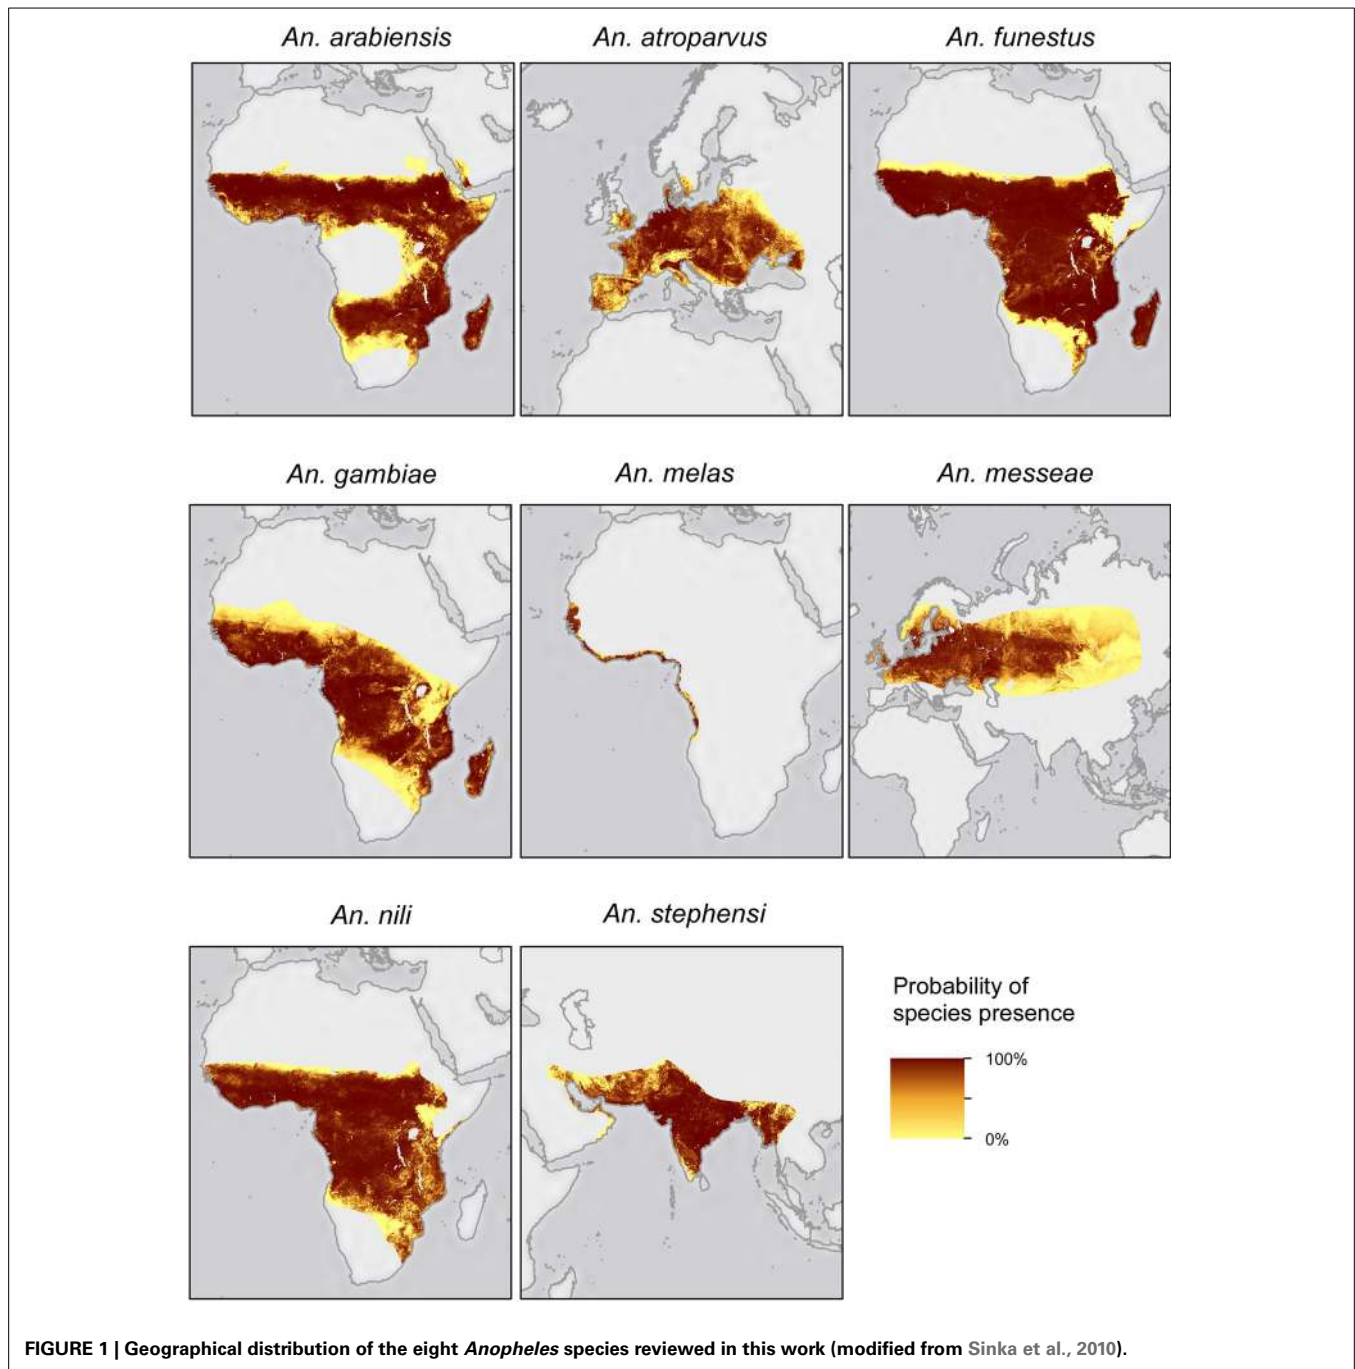 An. arabiensis
An. atroparvus
An. funestus
An. gambiae
An. melas
An. messeae
An. nili
An. stephensi
Probability of
species presence
100%
0%
FIGURE 1 | Geographical distribution of the eight Anopheles species reviewed in this work (modified from Sinka et al., 2010).